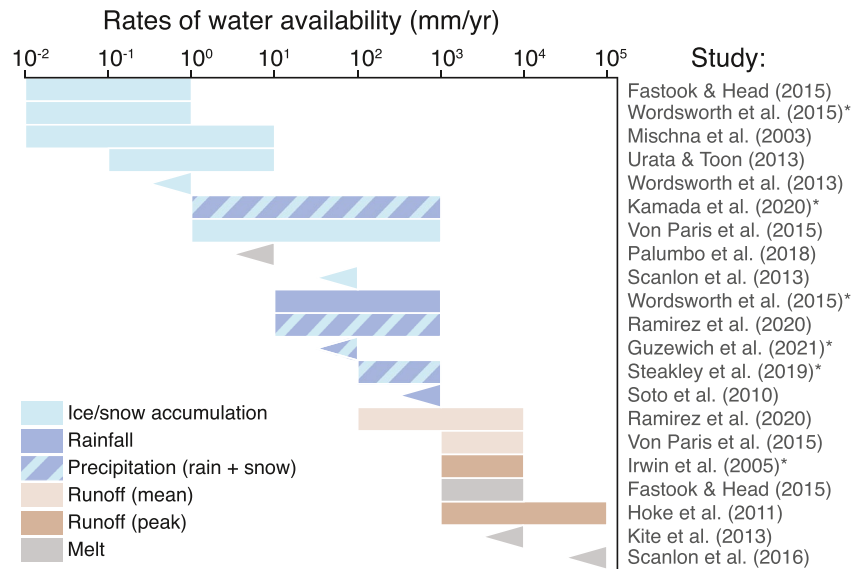 Rates of water availability (mm/yr)
10⁻² 10⁻¹ 10⁰ 10¹ 10² 10³ 10⁴ 10⁵
Study:
Fastook & Head (2015)
Wordsworth et al. (2015)*
Mischna et al. (2003)
Urata & Toon (2013)
Wordsworth et al. (2013)
Kamada et al. (2020)*
Von Paris et al. (2015)
Palumbo et al. (2018)
Scanlon et al. (2013)
Wordsworth et al. (2015)*
Ramirez et al. (2020)
Guzewich et al. (2021)*
Steakley et al. (2019)*
Soto et al. (2010)
Ramirez et al. (2020)
Von Paris et al. (2015)
Irwin et al. (2005)*
Fastook & Head (2015)
Hoke et al. (2011)
Kite et al. (2013)
Scanlon et al. (2016)
Ice/snow accumulation
Rainfall
Precipitation (rain + snow)
Runoff (mean)
Runoff (peak)
Melt